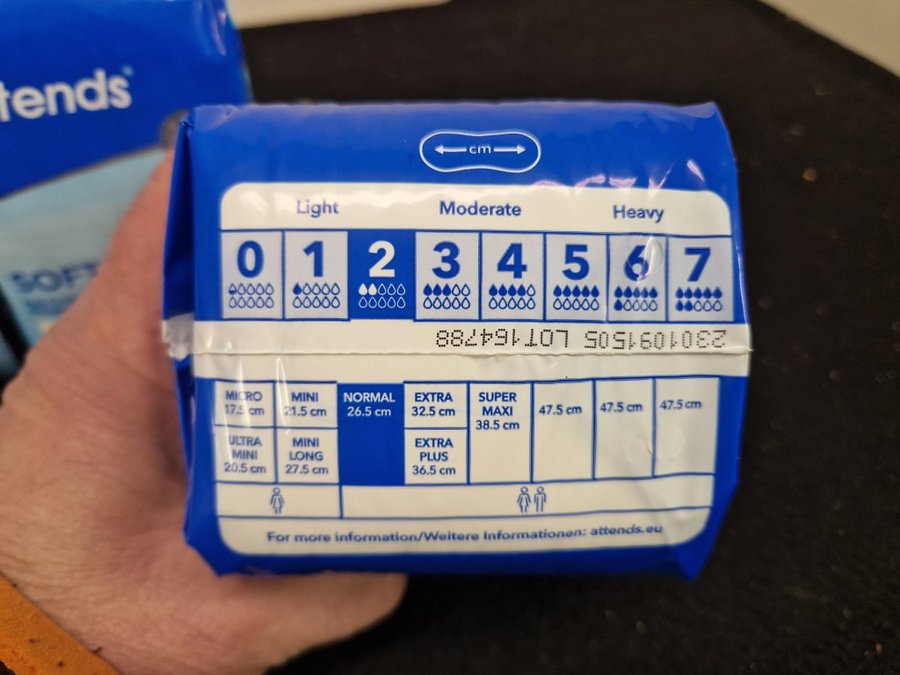 tends
SOFT
cm
Light Moderate Heavy
0 1 2 3 4 5 6 7
2301091505 LOT164788
MICRO
17.5 cm
MINI
21.5 cm
NORMAL
26.5 cm
EXTRA
32.5 cm
SUPER
MAXI
38.5 cm
47.5 cm
47.5 cm
47.5 cm
ULTRA
MINI
20.5 cm
MINI
LONG
27.5 cm
EXTRA
PLUS
36.5 cm
For more information/Weitere Informationen: attends.eu